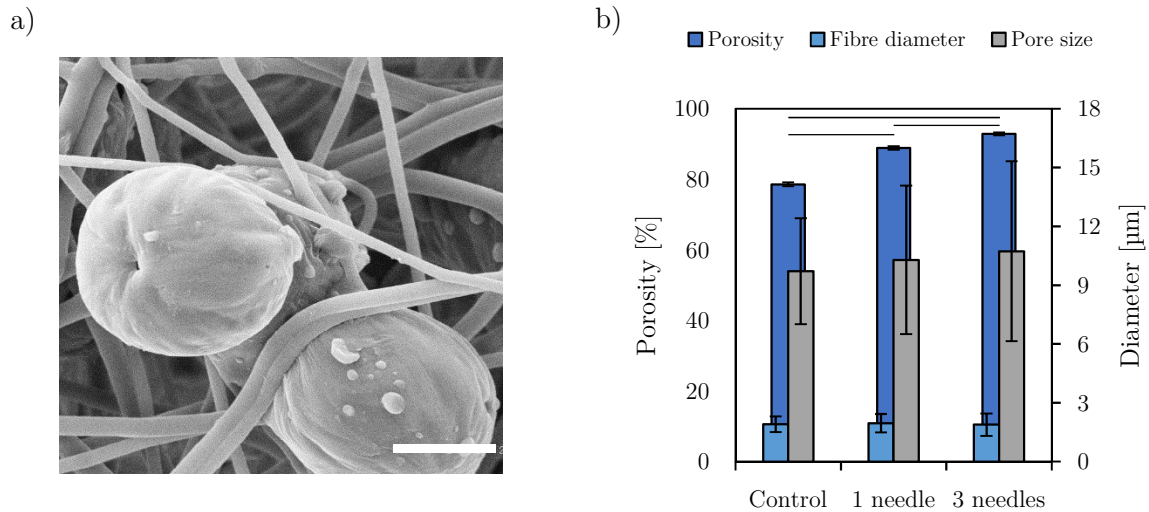 a)
b)
Porosity Fibre diameter Pore size
100 18
80 15
60 12
40 9
20 6
0 3
0
Porosity [%]
Diameter [µm]
Control 1 needle 3 needles